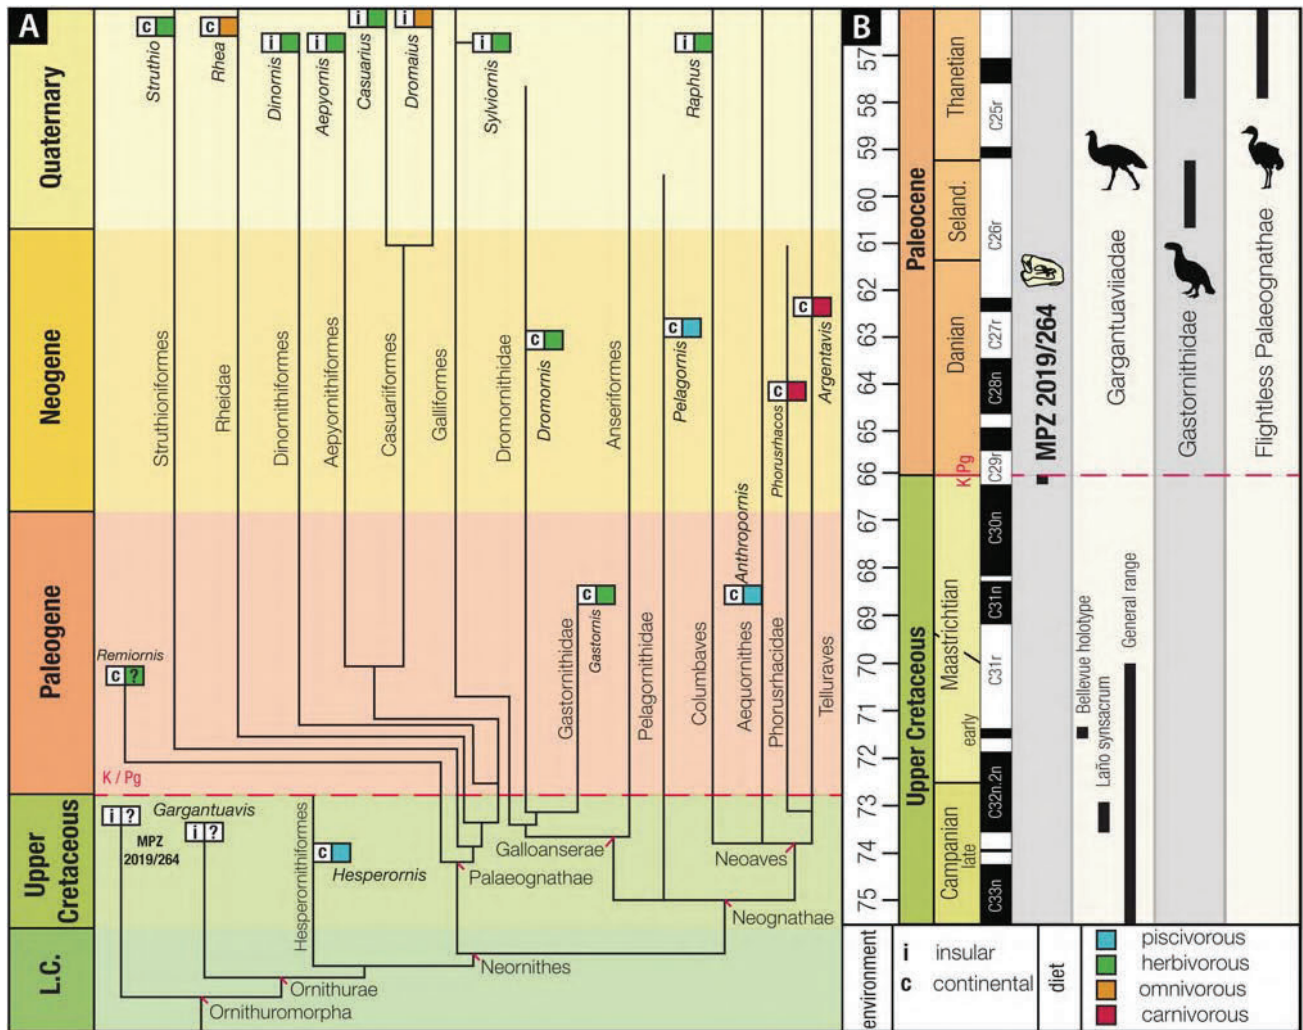 A
Quaternary
Neogene
Paleogene
Upper
Cretaceous
L.C.
c
Struthio
c
Rhea
i
Dinornis
i
Aepyornis
i
Casuarius
i
Dromaius
i
Sylviornis
i
Raphus
Struthioniformes
Rheidae
Dinornithiformes
Aepyornithiformes
Casuariiformes
Galliformes
Dromornithidae
c
Dromornis
Anseriformes
c
Pelagornis
c
Phorusrhacos
c
Argentavis
c ?
Remiornis
Gastornithidae
c
Gastornis
Pelagornithidae
Columbaves
c
Anthropornis
Aequornithes
Phorusrhacidae
Telluraves
K / Pg
i ?
MPZ
2019/264
Gargantuavis
i ?
Hesperornithiformes
c
Hesperornis
Palaeognathae
Galloanserae
Neoaves
Neognathae
Neornithes
Ornithurae
Ornithuromorpha
B
57
58
59
60
61
62
63
64
65
66
67
68
69
70
71
72
73
74
75
Paleocene
Upper Cretaceous
Thanetian
Seland.
Danian
Maastrichtian
early
Campanian
late
C25r
C26r
C27r
C28n
C29r
C30n
C31n
C31r
C32n.2n
C33n
K/Pg
MPZ 2019/264
Gargantuaviidae
Gastornithidae
Flightless Palaeognathae
Bellevue holotype
Laño synsacrum
General range
environment
i insular
c continental
diet
piscivorous
herbivorous
omnivorous
carnivorous